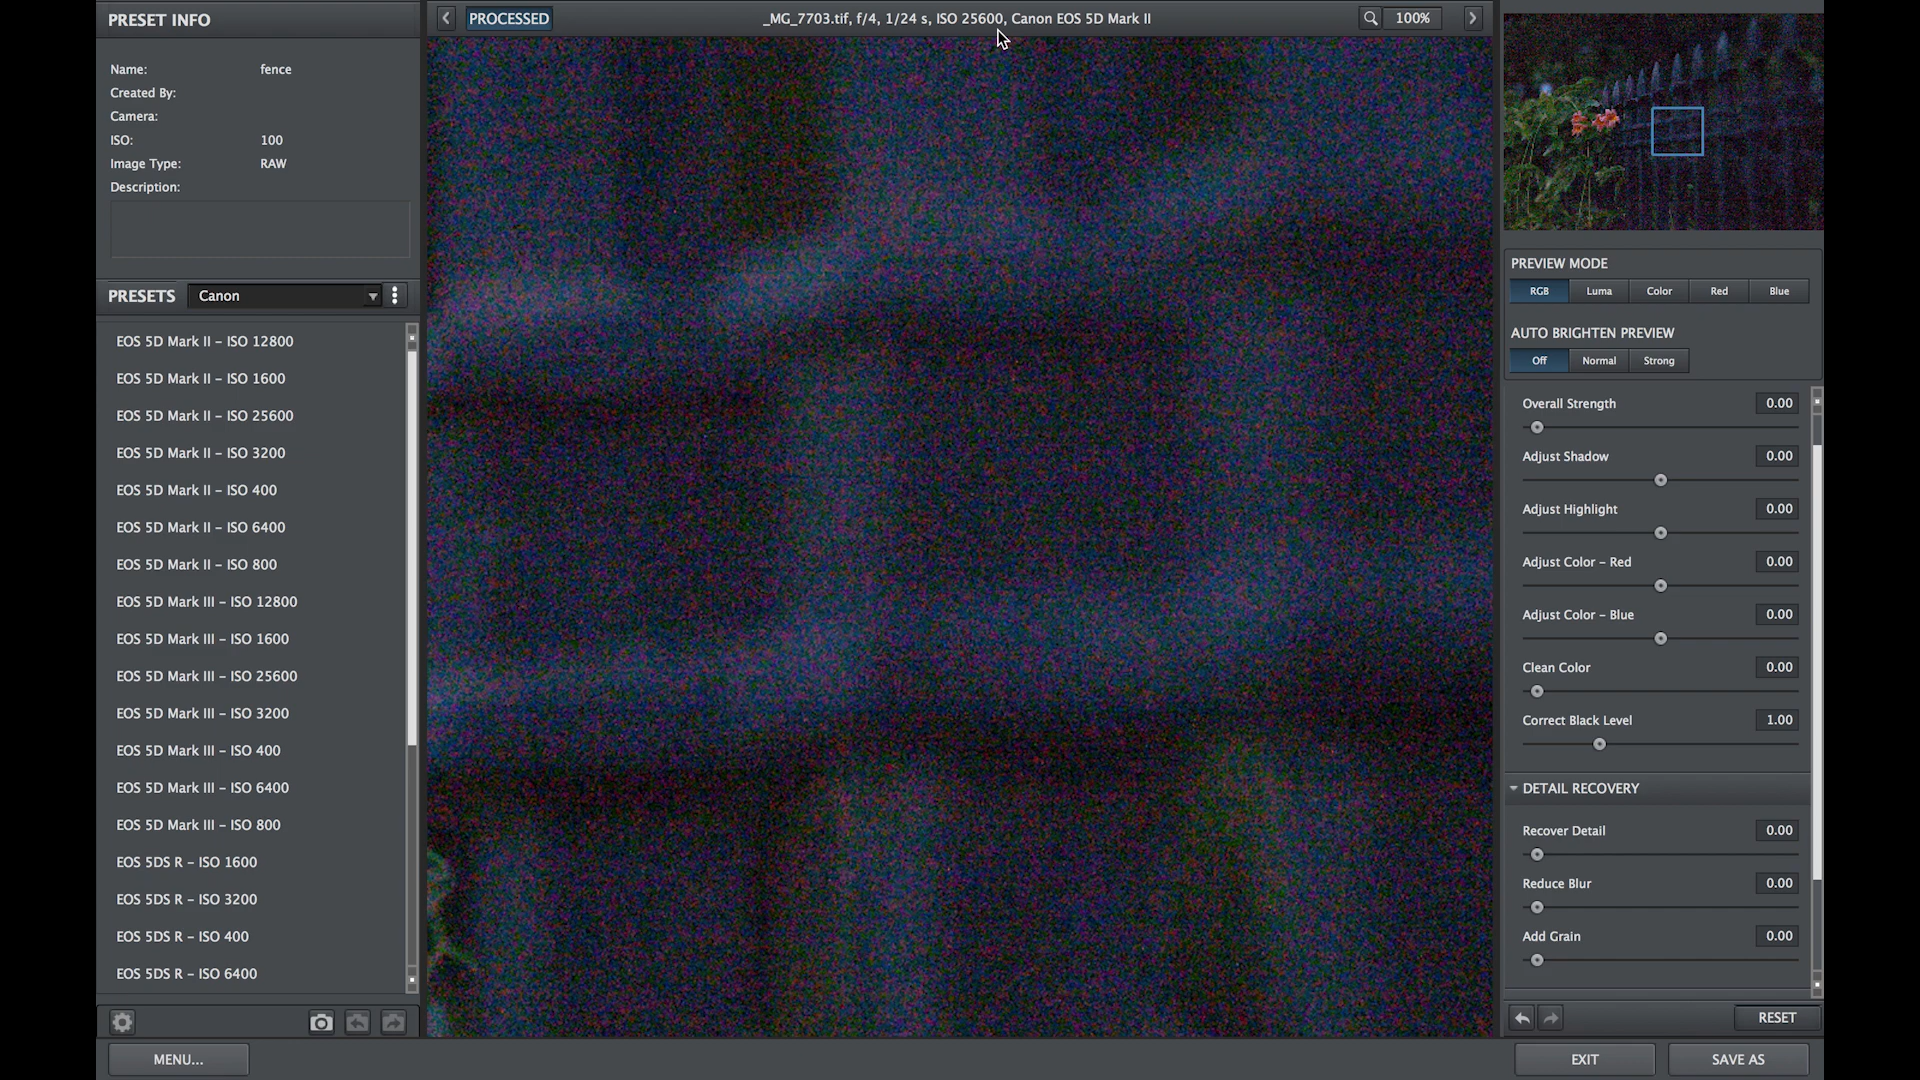 PRESET INFO
Name: fence
Created By:
Camera:
ISO: 100
Image Type: RAW
Description:
PRESETS Canon
EOS 5D Mark II – ISO 12800
EOS 5D Mark II – ISO 1600
EOS 5D Mark II – ISO 25600
EOS 5D Mark II – ISO 3200
EOS 5D Mark II – ISO 400
EOS 5D Mark II – ISO 6400
EOS 5D Mark II – ISO 800
EOS 5D Mark III – ISO 12800
EOS 5D Mark III – ISO 1600
EOS 5D Mark III – ISO 25600
EOS 5D Mark III – ISO 3200
EOS 5D Mark III – ISO 400
EOS 5D Mark III – ISO 6400
EOS 5D Mark III – ISO 800
EOS 5DS R – ISO 1600
EOS 5DS R – ISO 3200
EOS 5DS R – ISO 400
EOS 5DS R – ISO 6400
MENU...
PROCESSED
_MG_7703.tif, f/4, 1/24 s, ISO 25600, Canon EOS 5D Mark II
100%
PREVIEW MODE
RGB Luma Color Red Blue
AUTO BRIGHTEN PREVIEW
Off Normal Strong
Overall Strength 0.00
Adjust Shadow 0.00
Adjust Highlight 0.00
Adjust Color – Red 0.00
Adjust Color – Blue 0.00
Clean Color 0.00
Correct Black Level 1.00
DETAIL RECOVERY
Recover Detail 0.00
Reduce Blur 0.00
Add Grain 0.00
RESET
EXIT SAVE AS